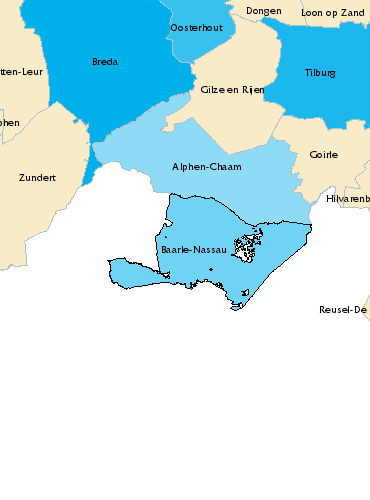 Dongen
Loon op Zand
Oosterhout
Breda
tten-Leur
Tilburg
Gilze en Rijen
phen
Goirle
Alphen-Chaam
Zundert
Hilvarenb
Baarle-Nassau
Reusel-De